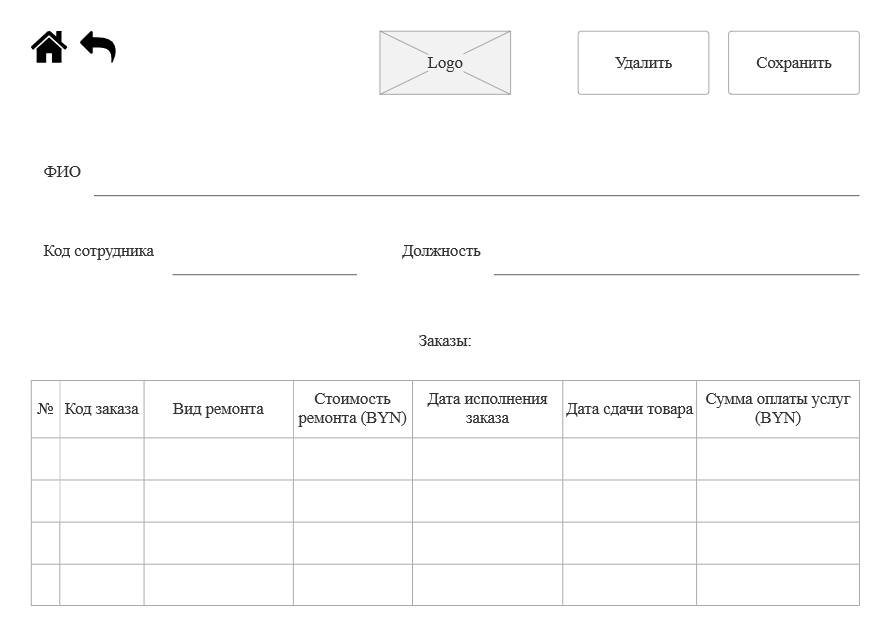 Logo
Удалить
Сохранить
ФИО
Код сотрудника
Должность
Заказы:
№
Код заказа
Вид ремонта
Стоимость
ремонта (BYN)
Дата исполнения
заказа
Дата сдачи товара
Сумма оплаты услуг
(BYN)